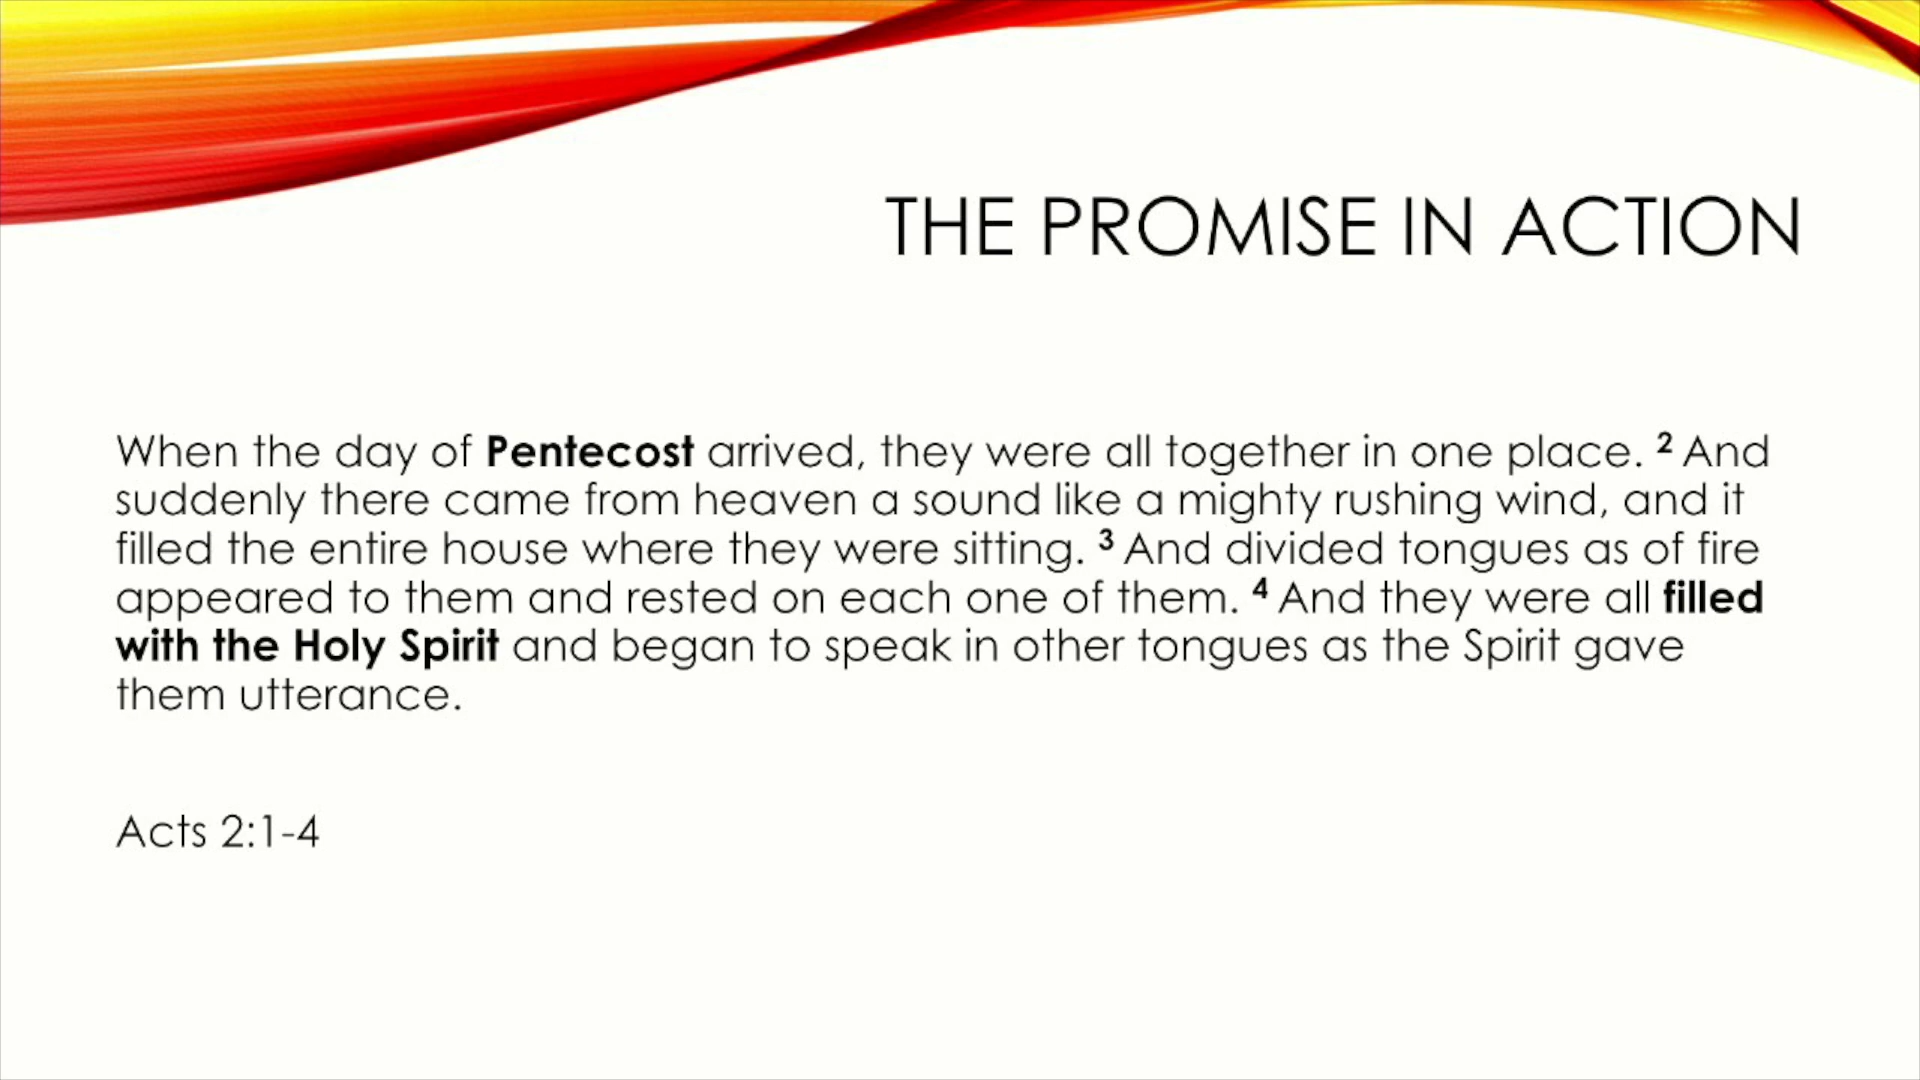 THE PROMISE IN ACTION
When the day of Pentecost arrived, they were all together in one place. ² And
suddenly there came from heaven a sound like a mighty rushing wind, and it
filled the entire house where they were sitting. ³ And divided tongues as of fire
appeared to them and rested on each one of them. ⁴ And they were all filled
with the Holy Spirit and began to speak in other tongues as the Spirit gave
them utterance.
Acts 2:1-4